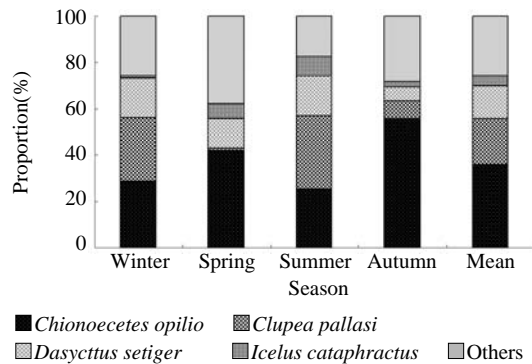 100
80
60
40
20
0
Proportion(%)
Winter Spring Summer Autumn Mean
Season
Chionoecetes opilio Clupea pallasi
Dasycttus setiger Icelus cataphractus Others